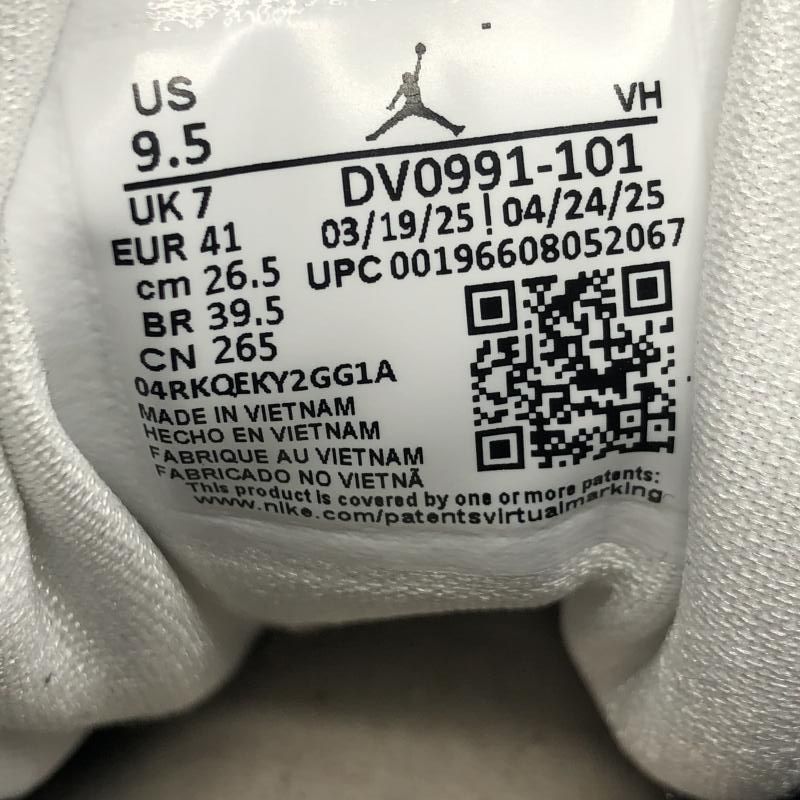 US
9.5
VH
UK 7
EUR 41
cm 26.5
BR 39.5
CN 265
DV0991-101
03/19/25 | 04/24/25
UPC 00196608052067
04RKQEKY2GG1A
MADE IN VIETNAM
HECHO EN VIETNAM
FABRIQUE AU VIETNAM
FABRICADO NO VIETNÃ
This product is covered by one or more patents:
www.nike.com/patentsvirtualmarking